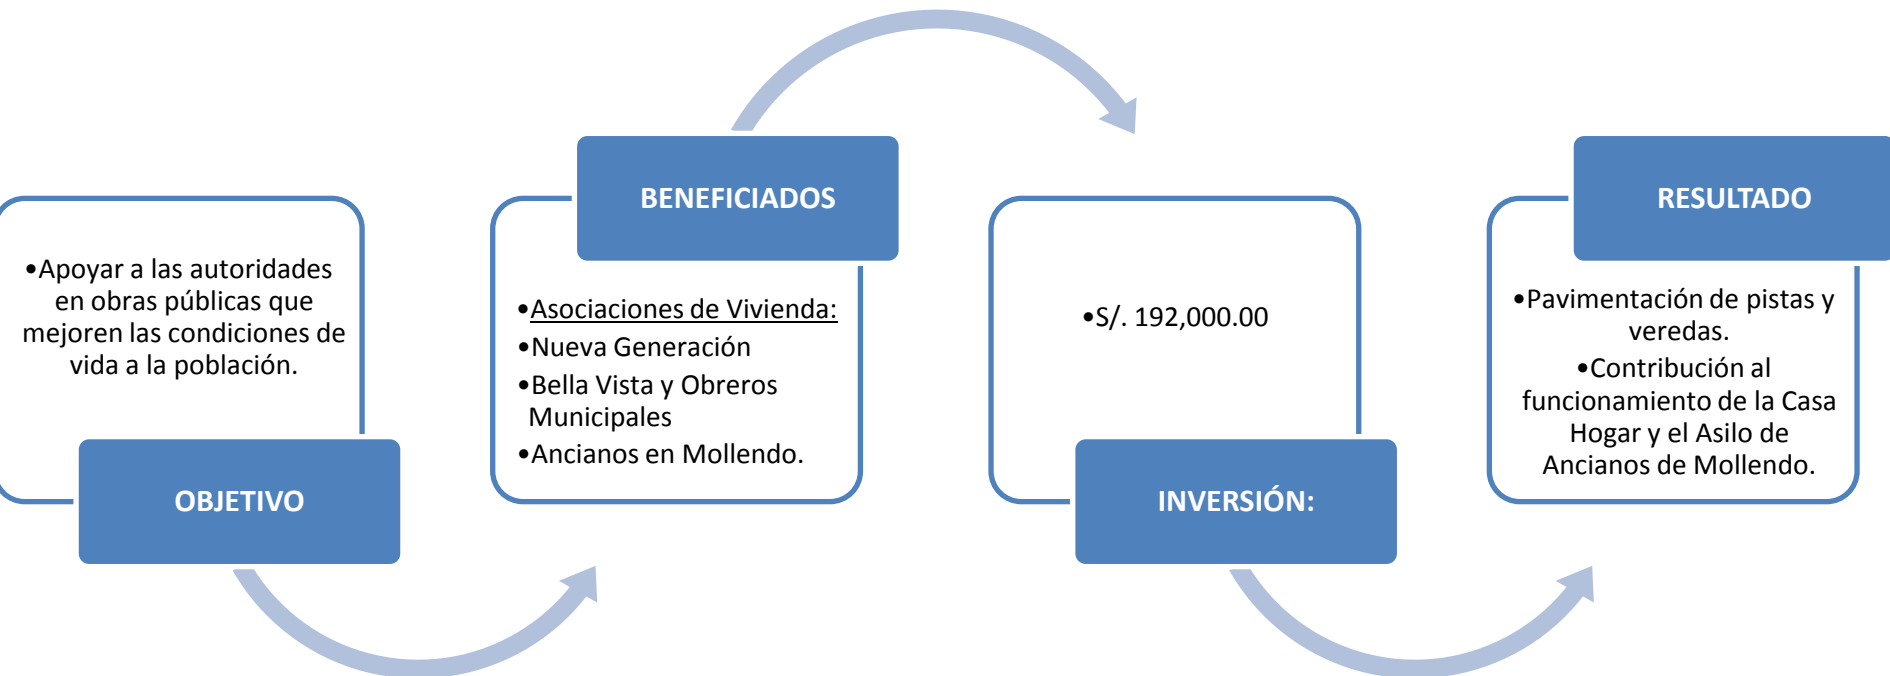 •Apoyar a las autoridades
en obras públicas que
mejoren las condiciones de
vida a la población.
OBJETIVO
BENEFICIADOS
•Asociaciones de Vivienda:
•Nueva Generación
•Bella Vista y Obreros
Municipales
•Ancianos en Mollendo.
•S/. 192,000.00
INVERSIÓN:
RESULTADO
•Pavimentación de pistas y
veredas.
•Contribución al
funcionamiento de la Casa
Hogar y el Asilo de
Ancianos de Mollendo.